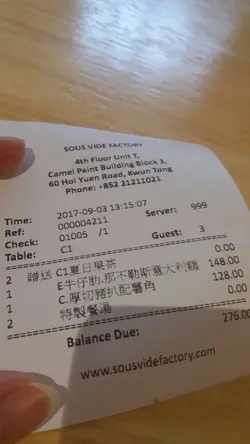 SOUS VIDE FACTORY
4th Floor Unit T,
Camel Paint Building Block 3,
60 Hoi Yuen Road, Kwun Tong
Phone: +852 21211021
Time: 2017-09-03 13:15:07 Server: 999
Ref: 000004211
Check: 01005 /1
Table: C1 Guest: 3
2 贈送 C1夏日果茶 0.00
1 E牛仔肋,那不勒斯意大利麵 148.00
1 C.厚切豬扒配薯角 128.00
2 特製餐湯 0.00
Balance Due: 276.00
www.sousvidefactory.com